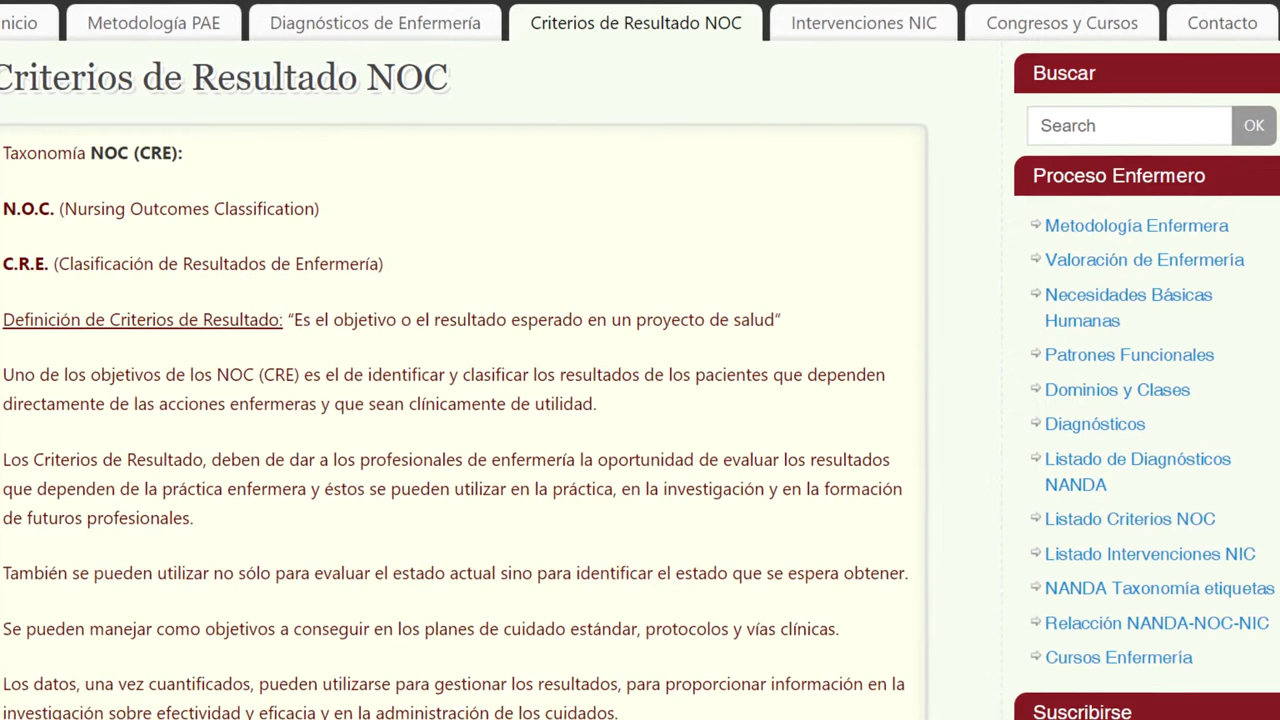 nicio
Metodología PAE
Diagnósticos de Enfermería
Criterios de Resultado NOC
Intervenciones NIC
Congresos y Cursos
Contacto
Criterios de Resultado NOC
Taxonomía NOC (CRE):
N.O.C. (Nursing Outcomes Classification)
C.R.E. (Clasificación de Resultados de Enfermería)
Definición de Criterios de Resultado: “Es el objetivo o el resultado esperado en un proyecto de salud“
Uno de los objetivos de los NOC (CRE) es el de identificar y clasificar los resultados de los pacientes que dependen
directamente de las acciones enfermeras y que sean clínicamente de utilidad.
Los Criterios de Resultado, deben de dar a los profesionales de enfermería la oportunidad de evaluar los resultados
que dependen de la práctica enfermera y éstos se pueden utilizar en la práctica, en la investigación y en la formación
de futuros profesionales.
También se pueden utilizar no sólo para evaluar el estado actual sino para identificar el estado que se espera obtener.
Se pueden manejar como objetivos a conseguir en los planes de cuidado estándar, protocolos y vías clínicas.
Los datos, una vez cuantificados, pueden utilizarse para gestionar los resultados, para proporcionar información en la
investigación sobre efectividad y eficacia y en la administración de los cuidados.
Buscar
Search
OK
Proceso Enfermero
Metodología Enfermera
Valoración de Enfermería
Necesidades Básicas
Humanas
Patrones Funcionales
Dominios y Clases
Diagnósticos
Listado de Diagnósticos
NANDA
Listado Criterios NOC
Listado Intervenciones NIC
NANDA Taxonomía etiquetas
Relacción NANDA-NOC-NIC
Cursos Enfermería
Suscribirse